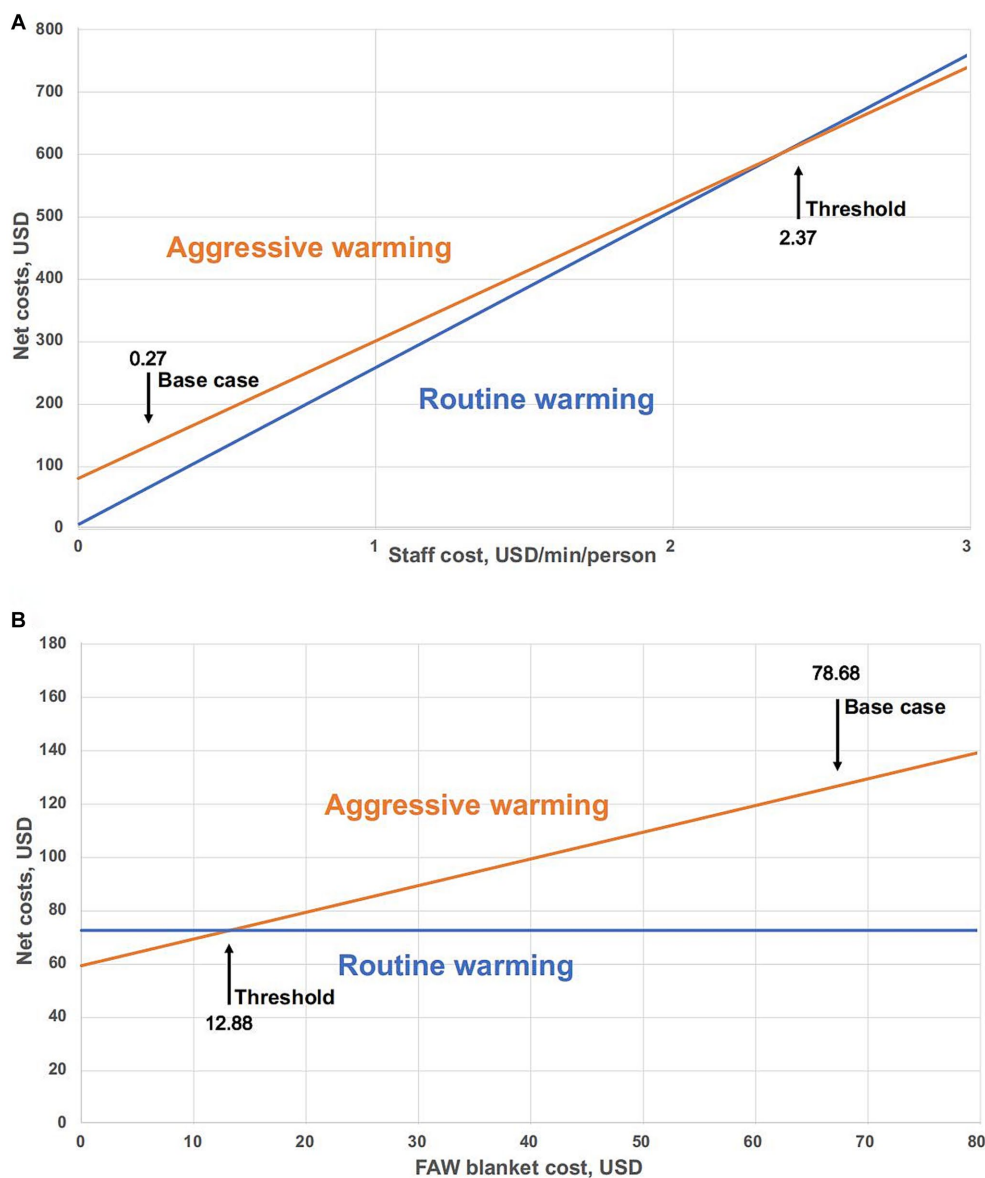 A
800
700
600
500
400
300
200
100
0
Net costs, USD
Aggressive warming
Threshold
2.37
0.27
Base case
Routine warming
0 1 2 3
Staff cost, USD/min/person
B
180
160
140
120
100
80
60
40
20
0
Net costs, USD
78.68
Base case
Aggressive warming
Routine warming
Threshold
12.88
0 10 20 30 40 50 60 70 80
FAW blanket cost, USD